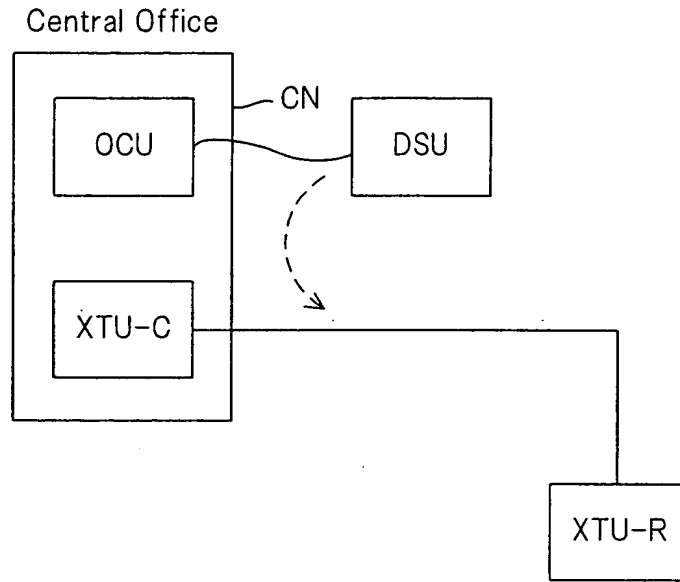 Central Office
CN
OCU
DSU
XTU-C
XTU-R